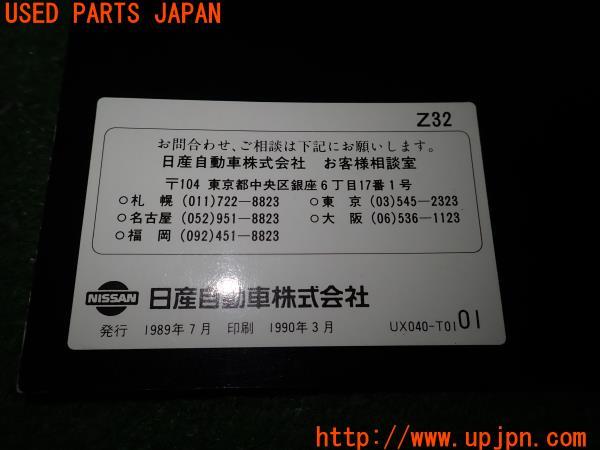 USED PARTS JAPAN
Z32
お問合わせ、ご相談は下記にお願いします。
日産自動車株式会社 お客様相談室
〒104 東京都中央区銀座6丁目17番1号
○札 幌 (011)722-8823 ○東 京 (03)545-2323
○名古屋 (052)951-8823 ○大 阪 (06)536-1123
○福 岡 (092)451-8823
NISSAN 日産自動車株式会社
発行 1989年7月 印刷 1990年3月 UX040-T01 01
https://www.upjpn.com/